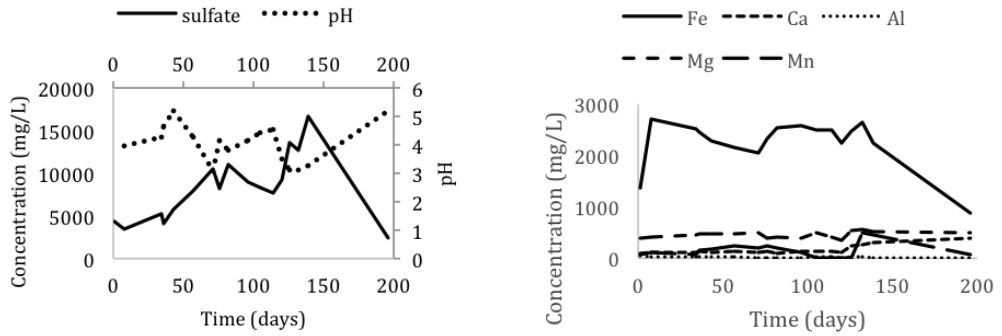 sulfate pH
0 50 100 150 200
20000
15000
10000
5000
0
6
5
4
3
2
1
0
Concentration (mg/L)
pH
0 50 100 150 200
Time (days)
Fe Ca Al
Mg Mn
3000
2000
1000
0
Concentration (mg/L)
0 50 100 150 200
Time (days)